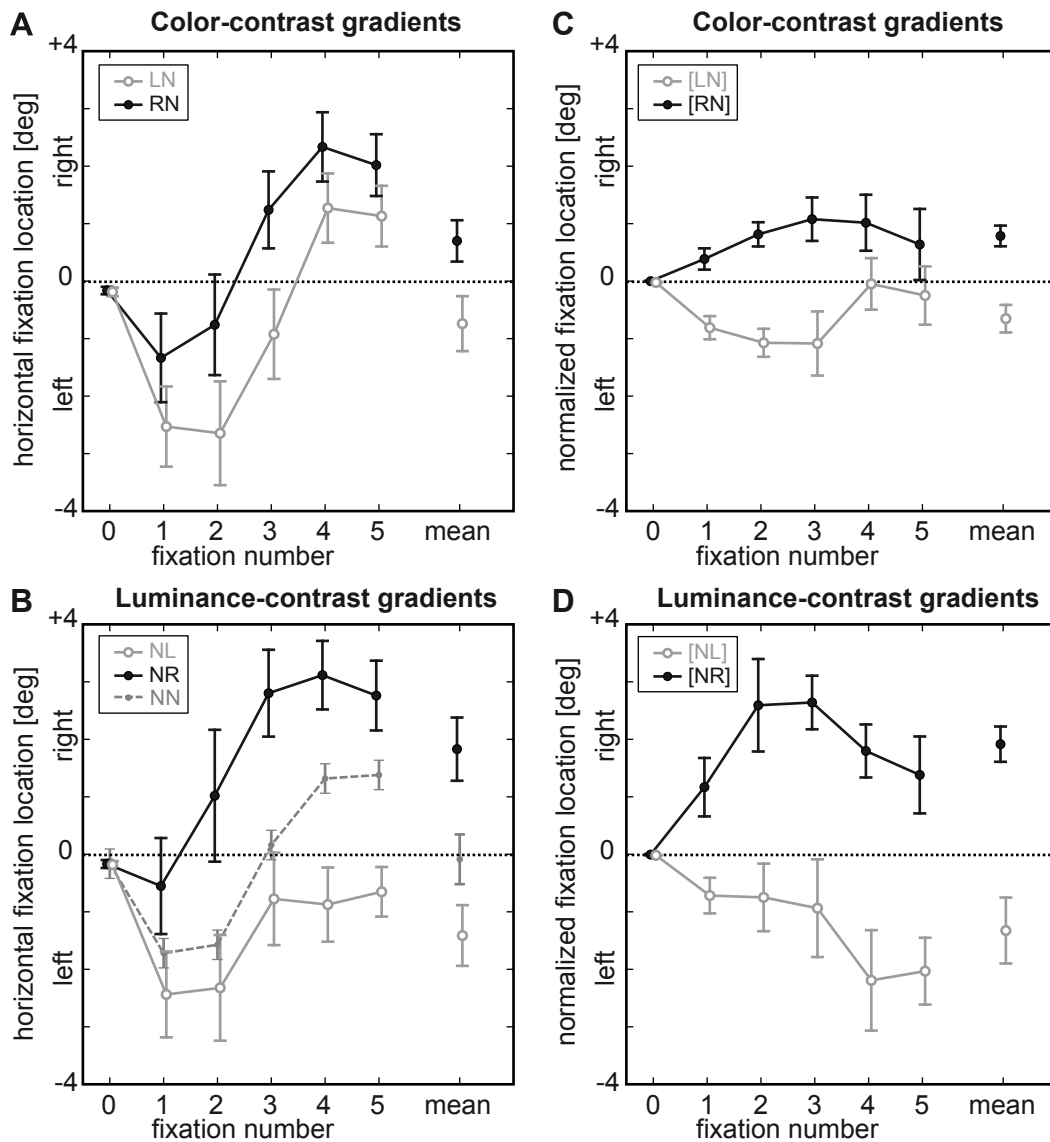 A
Color-contrast gradients
+4
LN
RN
0
-4
right
left
horizontal fixation location [deg]
0 1 2 3 4 5 mean
fixation number
C
Color-contrast gradients
+4
[LN]
[RN]
0
-4
right
left
normalized fixation location [deg]
0 1 2 3 4 5 mean
fixation number
B
Luminance-contrast gradients
+4
NL
NR
NN
0
-4
right
left
horizontal fixation location [deg]
0 1 2 3 4 5 mean
fixation number
D
Luminance-contrast gradients
+4
[NL]
[NR]
0
-4
right
left
normalized fixation location [deg]
0 1 2 3 4 5 mean
fixation number